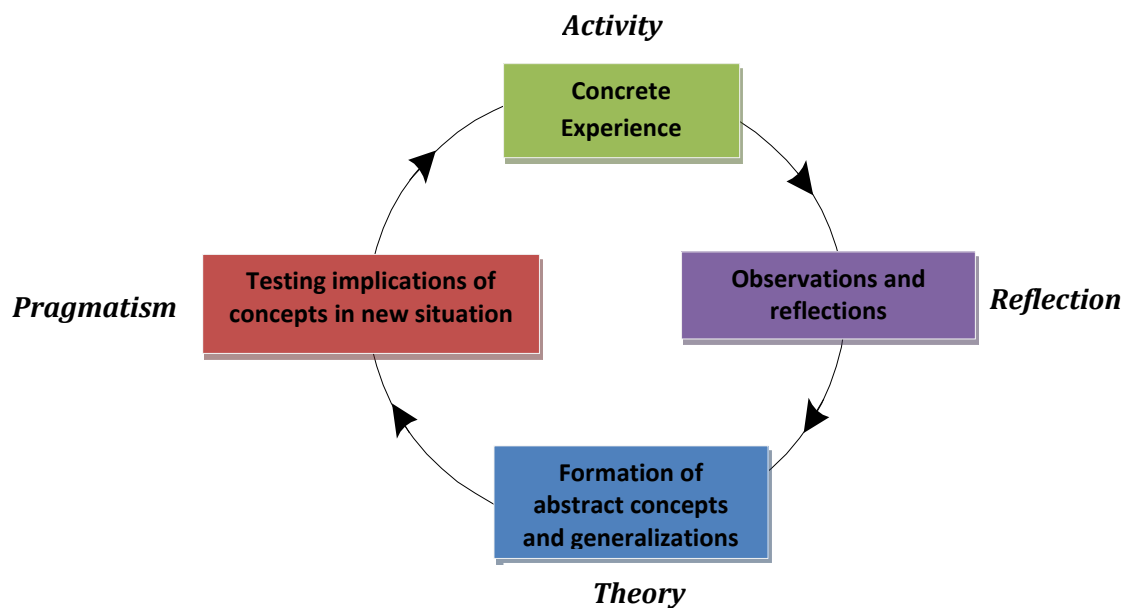 Activity
Concrete
Experience
Testing implications of
concepts in new situation
Pragmatism
Observations and
reflections
Reflection
Formation of
abstract concepts
and generalizations
Theory